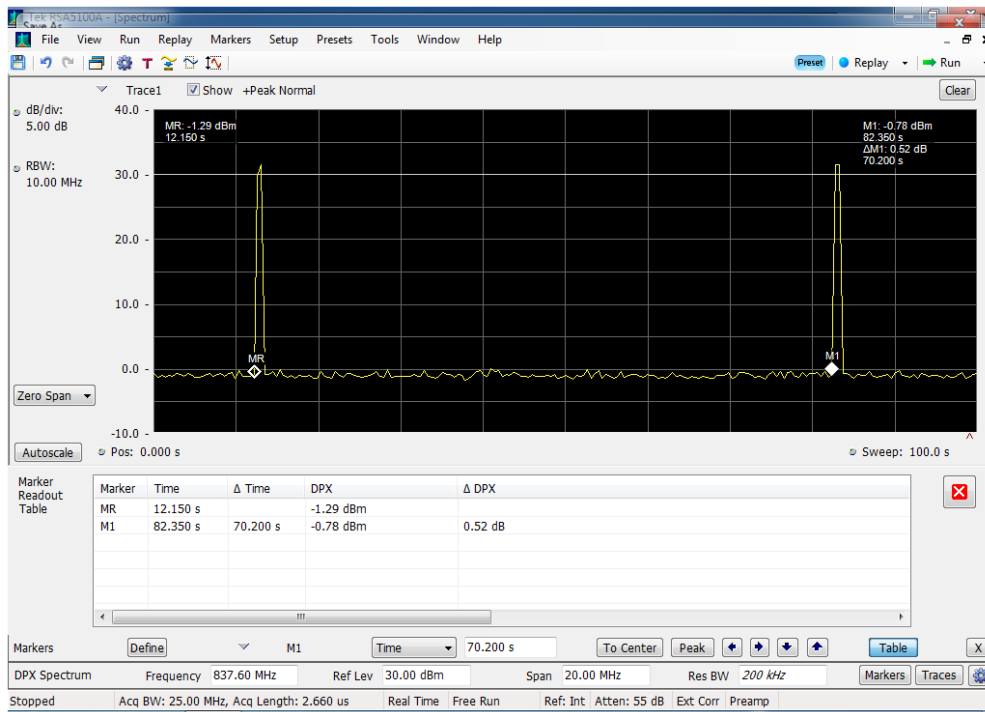 Tek RSA5100A - [Spectrum]
Save As
File View Run Replay Markers Setup Presets Tools Window Help
T Preset Replay Run
Trace1 Show +Peak Normal Clear
dB/div:
5.00 dB
RBW:
10.00 MHz
40.0 -
30.0 -
20.0 -
10.0 -
0.0 -
-10.0 -
MR: -1.29 dBm
12.150 s
M1: -0.78 dBm
82.350 s
ΔM1: 0.52 dB
70.200 s
MR
M1
Zero Span
Autoscale Pos: 0.000 s Sweep: 100.0 s
Marker
Readout
Table
Marker Time Δ Time DPX Δ DPX
MR 12.150 s -1.29 dBm
M1 82.350 s 70.200 s -0.78 dBm 0.52 dB
Markers Define M1 Time 70.200 s To Center Peak Table X
DPX Spectrum Frequency 837.60 MHz Ref Lev 30.00 dBm Span 20.00 MHz Res BW 200 kHz Markers Traces
Stopped Acq BW: 25.00 MHz, Acq Length: 2.660 us Real Time Free Run Ref: Int Atten: 55 dB Ext Corr Preamp